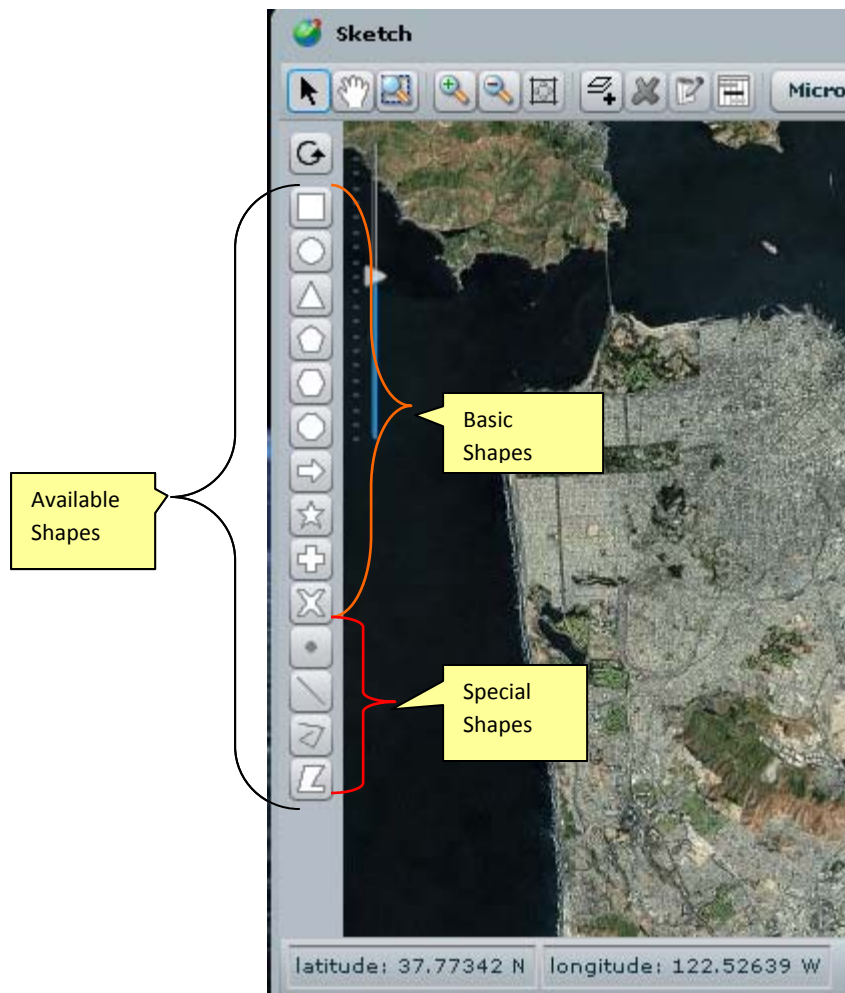 Sketch
Micro
Basic
Shapes
Available
Shapes
Special
Shapes
latitude: 37.77342 N longitude: 122.52639 W